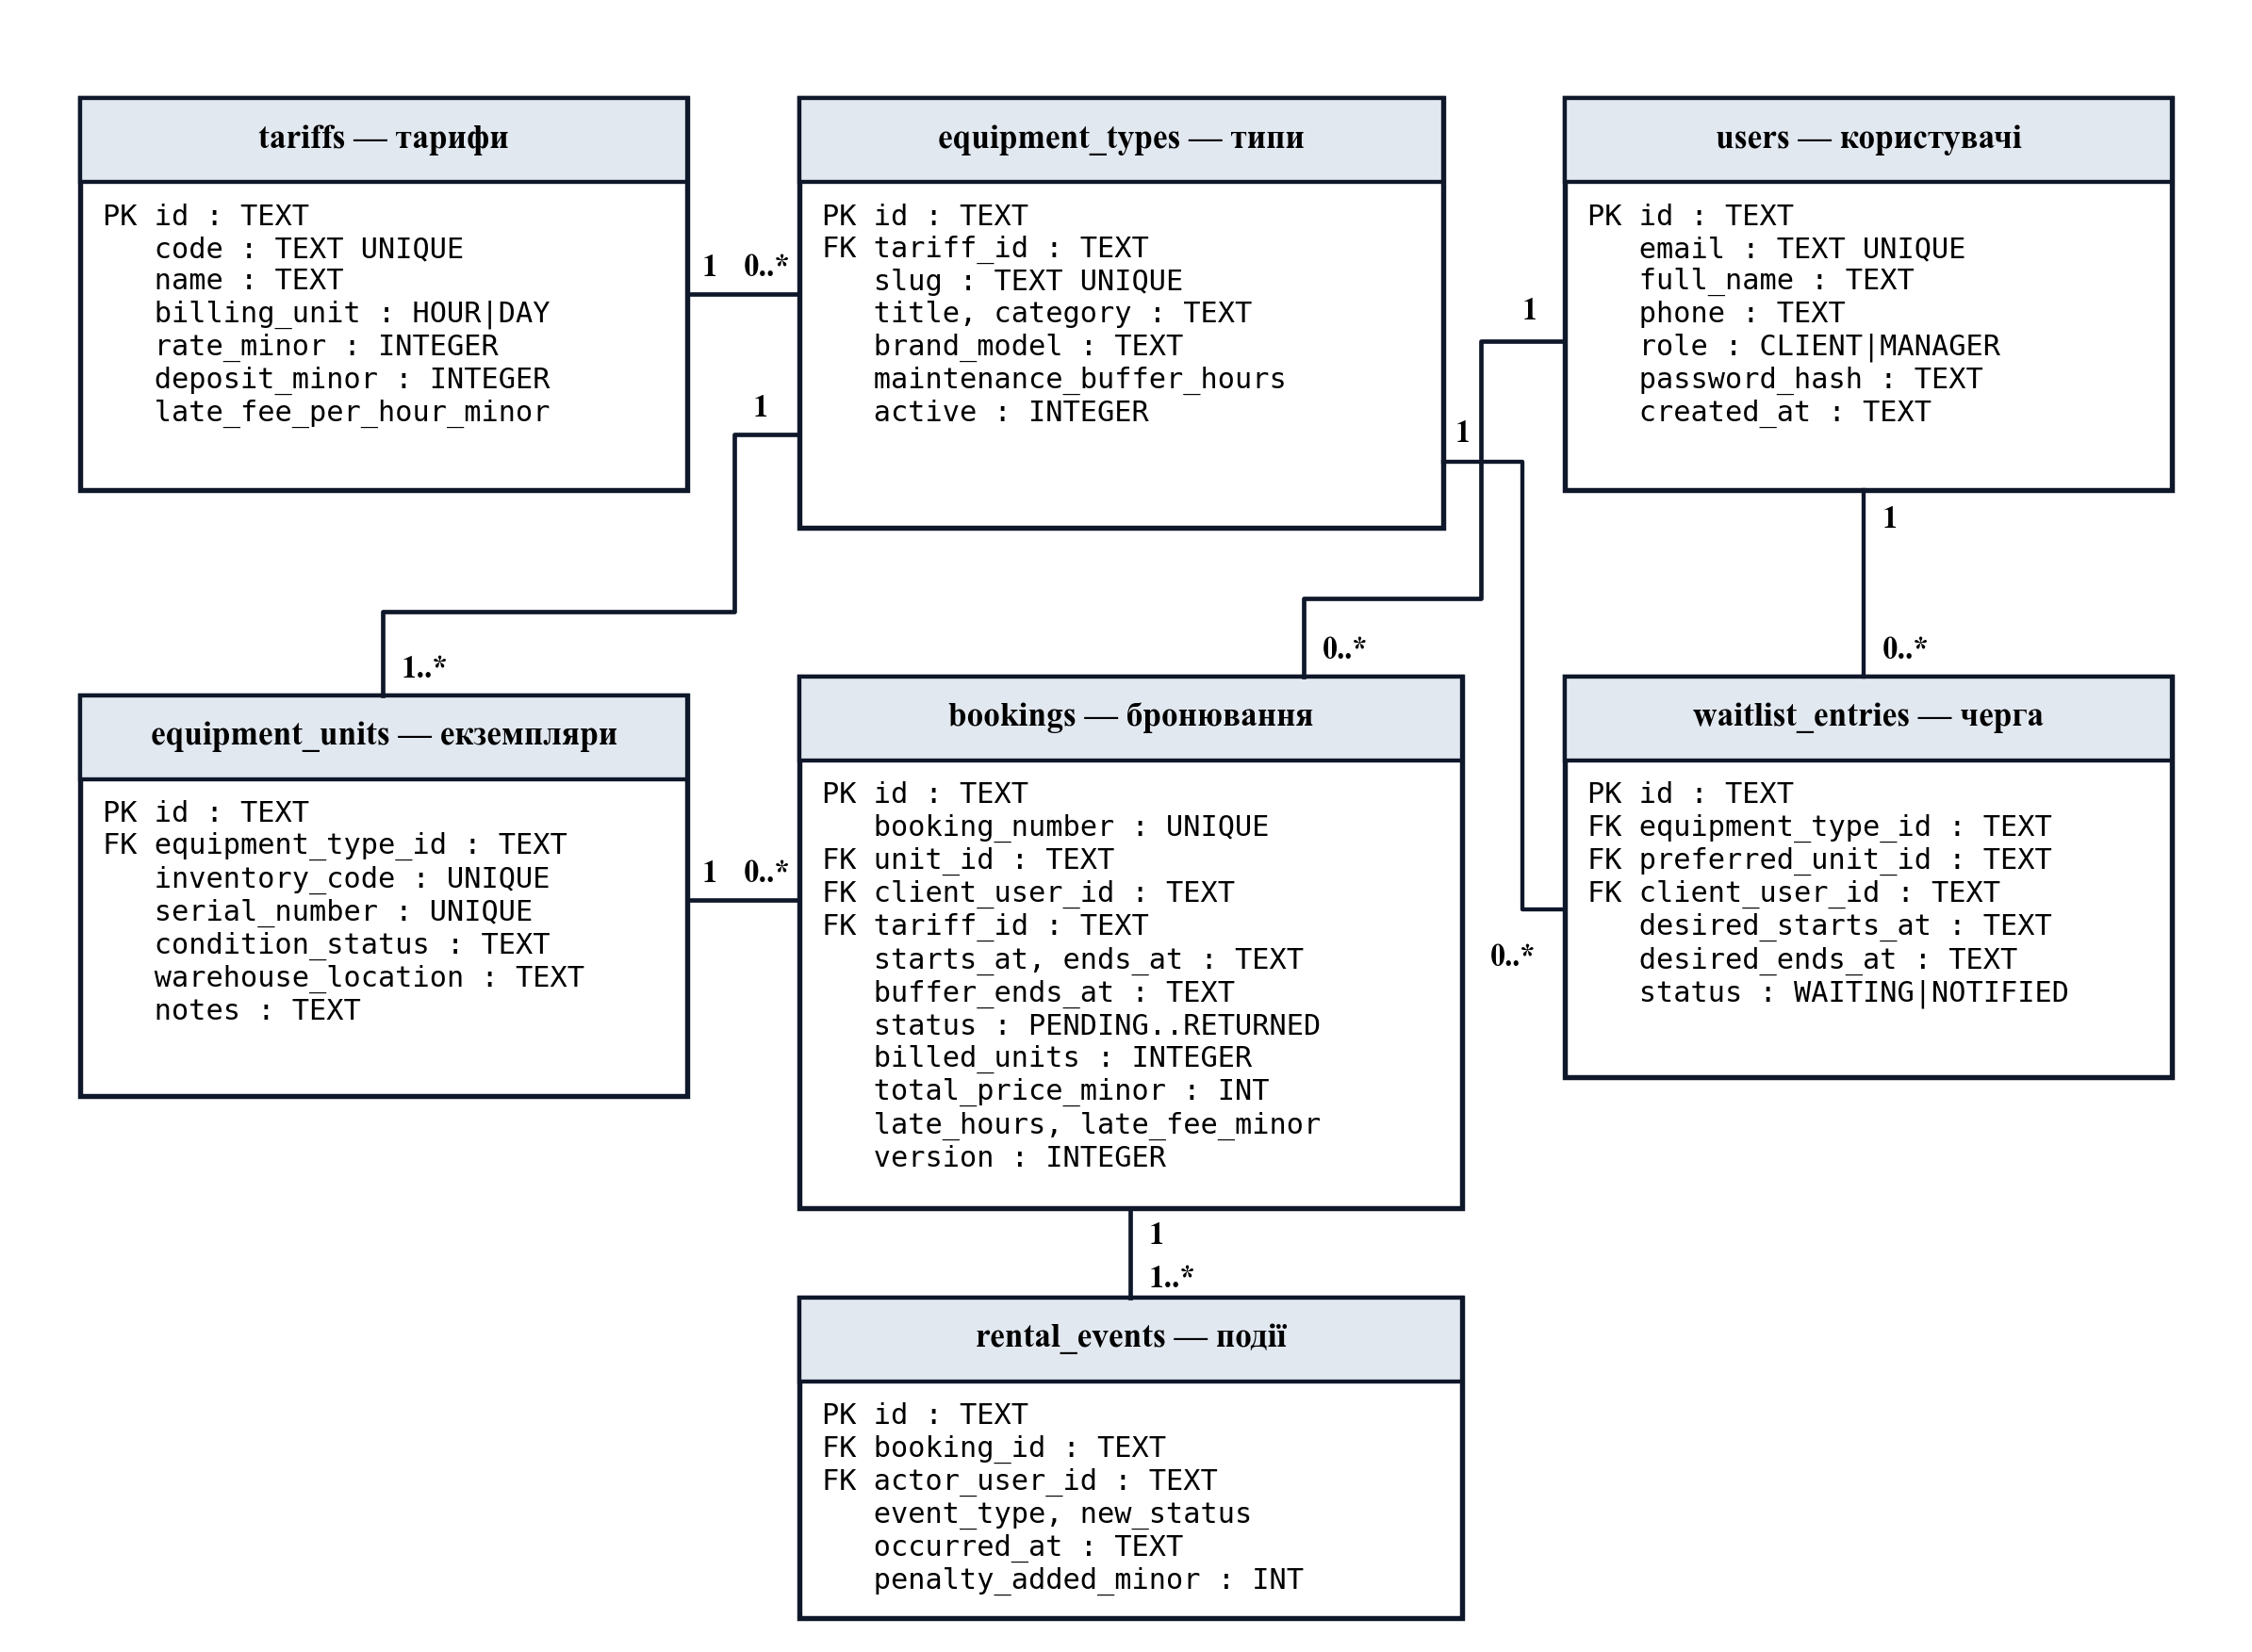 tariffs — тарифи
PK id : TEXT
code : TEXT UNIQUE
name : TEXT
billing_unit : HOUR|DAY
rate_minor : INTEGER
deposit_minor : INTEGER
late_fee_per_hour_minor
1 0..*
equipment_types — типи
PK id : TEXT
FK tariff_id : TEXT
slug : TEXT UNIQUE
title, category : TEXT
brand_model : TEXT
maintenance_buffer_hours
active : INTEGER
1
1
1
users — користувачі
PK id : TEXT
email : TEXT UNIQUE
full_name : TEXT
phone : TEXT
role : CLIENT|MANAGER
password_hash : TEXT
created_at : TEXT
1
1..*
0..*
0..*
equipment_units — екземпляри
PK id : TEXT
FK equipment_type_id : TEXT
inventory_code : UNIQUE
serial_number : UNIQUE
condition_status : TEXT
warehouse_location : TEXT
notes : TEXT
1 0..*
bookings — бронювання
PK id : TEXT
booking_number : UNIQUE
FK unit_id : TEXT
FK client_user_id : TEXT
FK tariff_id : TEXT
starts_at, ends_at : TEXT
buffer_ends_at : TEXT
status : PENDING..RETURNED
billed_units : INTEGER
total_price_minor : INT
late_hours, late_fee_minor
version : INTEGER
0..*
waitlist_entries — черга
PK id : TEXT
FK equipment_type_id : TEXT
FK preferred_unit_id : TEXT
FK client_user_id : TEXT
desired_starts_at : TEXT
desired_ends_at : TEXT
status : WAITING|NOTIFIED
1
1..*
rental_events — події
PK id : TEXT
FK booking_id : TEXT
FK actor_user_id : TEXT
event_type, new_status
occurred_at : TEXT
penalty_added_minor : INT